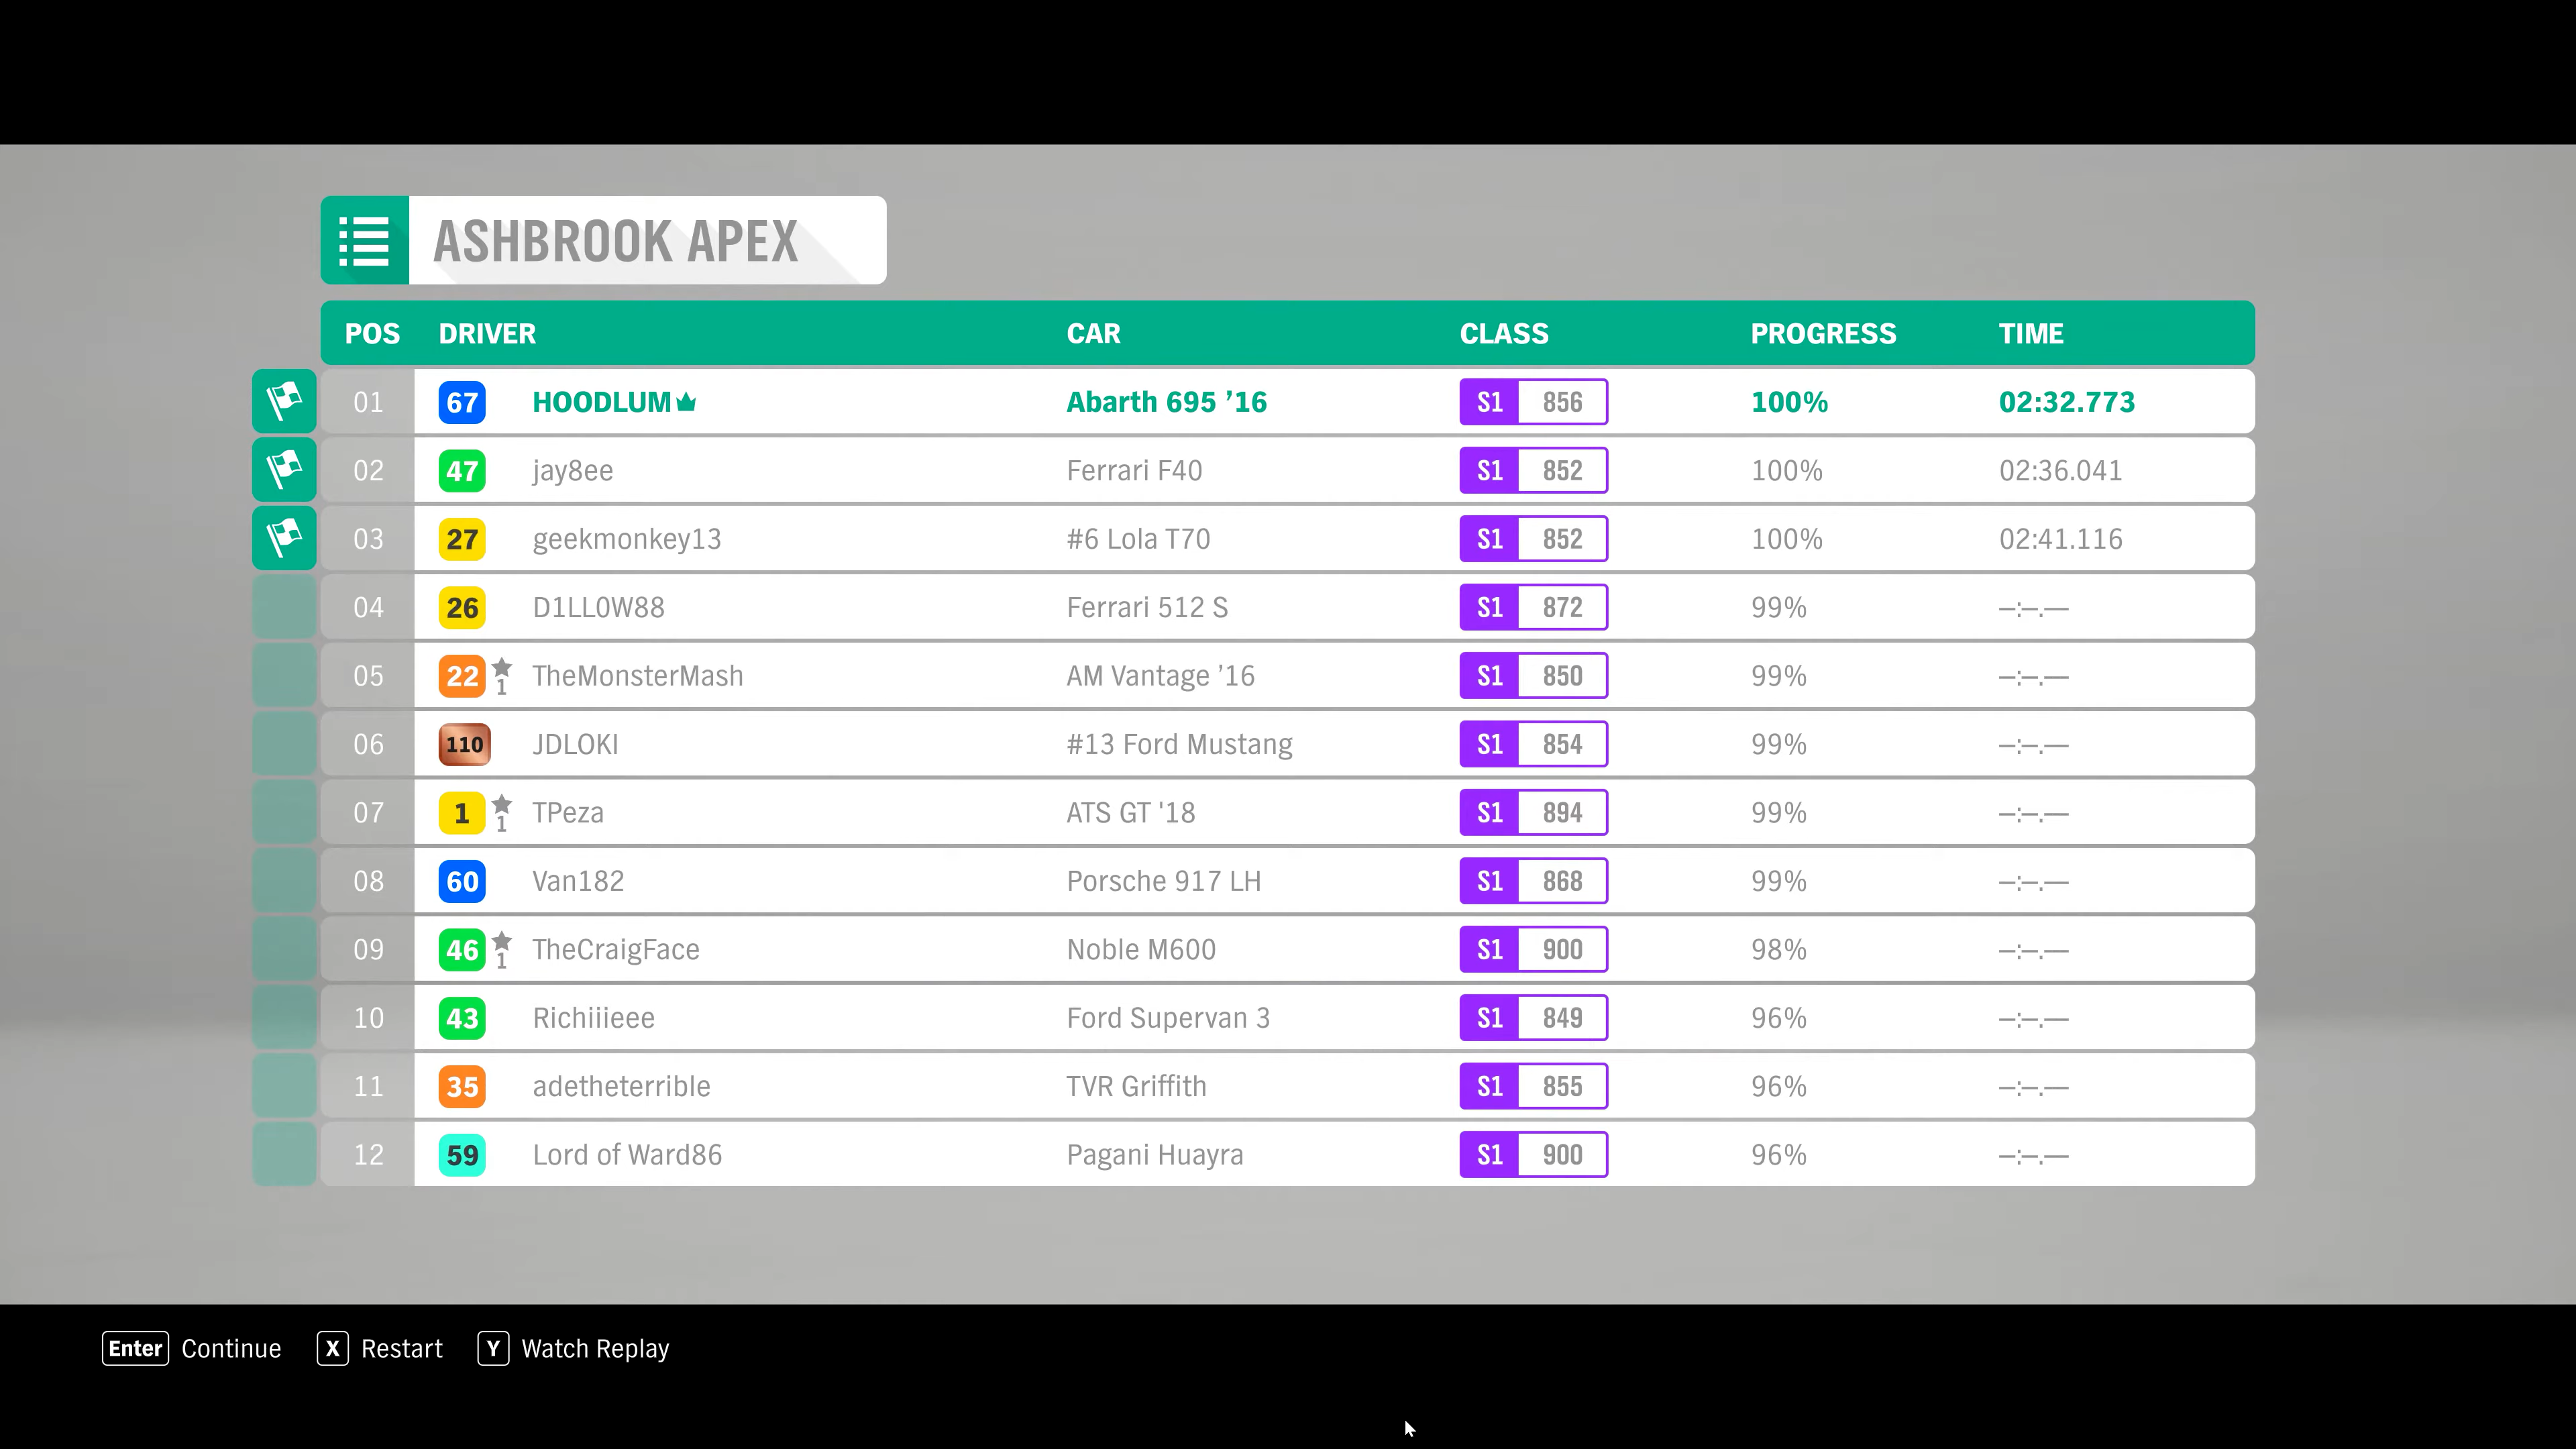 ASHBROOK APEX
POS DRIVER CAR CLASS PROGRESS TIME
01 67 HOODLUM Abarth 695 ’16 S1 856 100% 02:32.773
02 47 jay8ee Ferrari F40 S1 852 100% 02:36.041
03 27 geekmonkey13 #6 Lola T70 S1 852 100% 02:41.116
04 26 D1LL0W88 Ferrari 512 S S1 872 99% –:–.––
05 22 1 TheMonsterMash AM Vantage ’16 S1 850 99% –:–.––
06 110 JDLOKI #13 Ford Mustang S1 854 99% –:–.––
07 1 1 TPeza ATS GT '18 S1 894 99% –:–.––
08 60 Van182 Porsche 917 LH S1 868 99% –:–.––
09 46 1 TheCraigFace Noble M600 S1 900 98% –:–.––
10 43 Richiiieee Ford Supervan 3 S1 849 96% –:–.––
11 35 adetheterrible TVR Griffith S1 855 96% –:–.––
12 59 Lord of Ward86 Pagani Huayra S1 900 96% –:–.––
Enter Continue X Restart Y Watch Replay